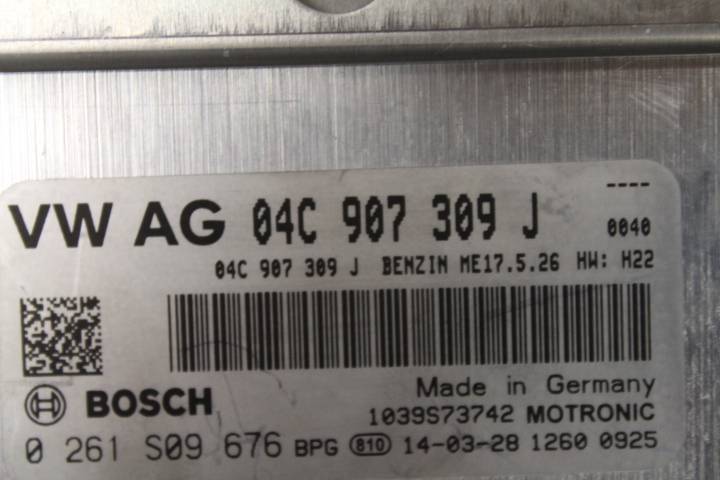 ----
VW AG 04C 907 309 J 0040
04C 907 309 J BENZIN ME17.5.26 HW: H22
Made in Germany
BOSCH 1039S73742 MOTRONIC
0 261 S09 676 BPG 810 14-03-28 1260 0925